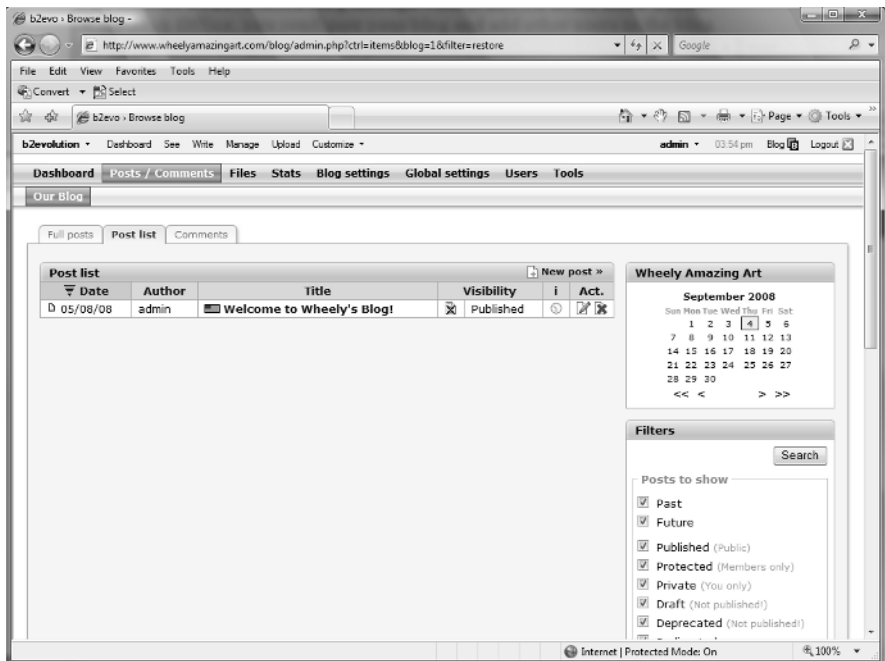 b2evo › Browse blog -
http://www.wheelyamazingart.com/blog/admin.php?ctrl=items&blog=1&filter=restore
Google
File Edit View Favorites Tools Help
Convert Select
b2evo › Browse blog
Page Tools
b2evolution Dashboard See Write Manage Upload Customize
admin 03:54 pm Blog Logout
Dashboard Posts / Comments Files Stats Blog settings Global settings Users Tools
Our Blog
Full posts Post list Comments
Post list New post »
Date Author Title Visibility i Act.
05/08/08 admin Welcome to Wheely's Blog! Published
Wheely Amazing Art
September 2008
Sun Mon Tue Wed Thu Fri Sat
1 2 3 4 5 6
7 8 9 10 11 12 13
14 15 16 17 18 19 20
21 22 23 24 25 26 27
28 29 30
<< < > >>
Filters
Search
Posts to show
Past
Future
Published (Public)
Protected (Members only)
Private (You only)
Draft (Not published!)
Deprecated (Not published!)
Internet | Protected Mode: On
100%